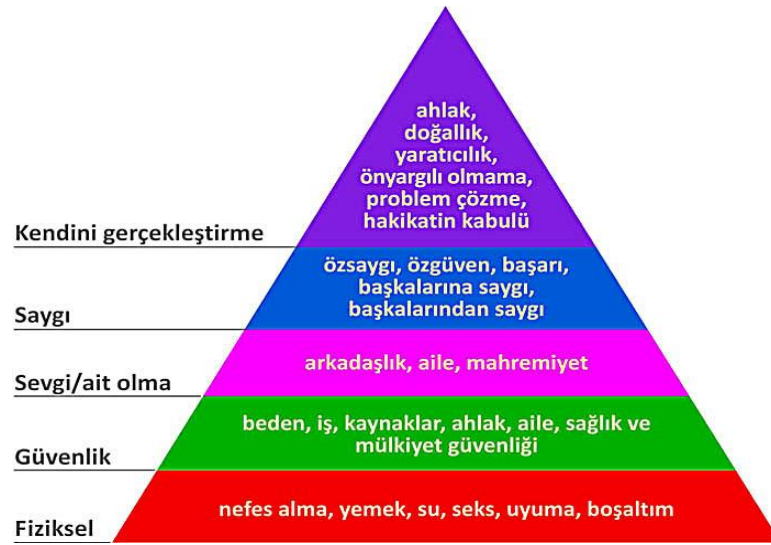 ahlak,
doğallık,
yaratıcılık,
önyargılı olmama,
problem çözme,
hakikatin kabulü
Kendini gerçekleştirme
özsaygı, özgüven, başarı,
başkalarına saygı,
başkalarından saygı
Saygı
arkadaşlık, aile, mahremiyet
Sevgi/ait olma
beden, iş, kaynaklar, ahlak, aile, sağlık ve
mülkiyet güvenliği
Güvenlik
nefes alma, yemek, su, seks, uyuma, boşaltım
Fiziksel